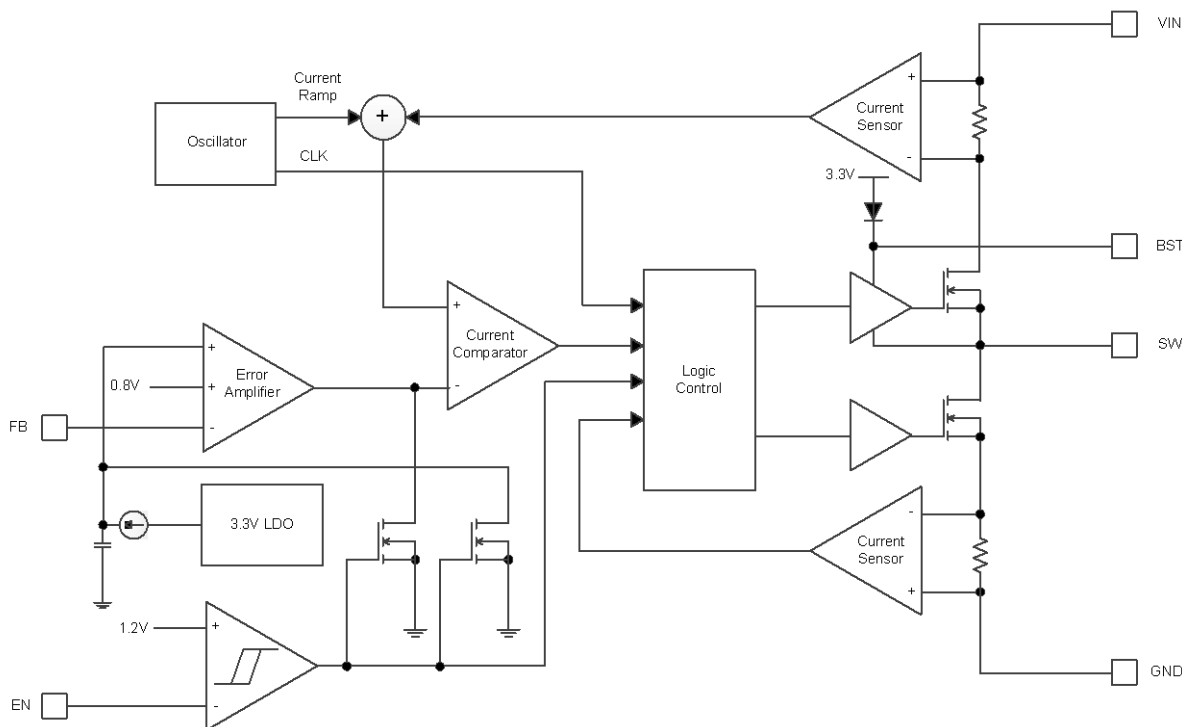 VIN
Current
Ramp
+
+
Current
Sensor
-
Oscillator
CLK
3.3V
BST
+
Current
Comparator
-
SW
+
Error
Amplifier
0.8V
+
-
FB
Logic
Control
3.3V LDO
-
Current
Sensor
+
1.2V
+
-
EN
GND